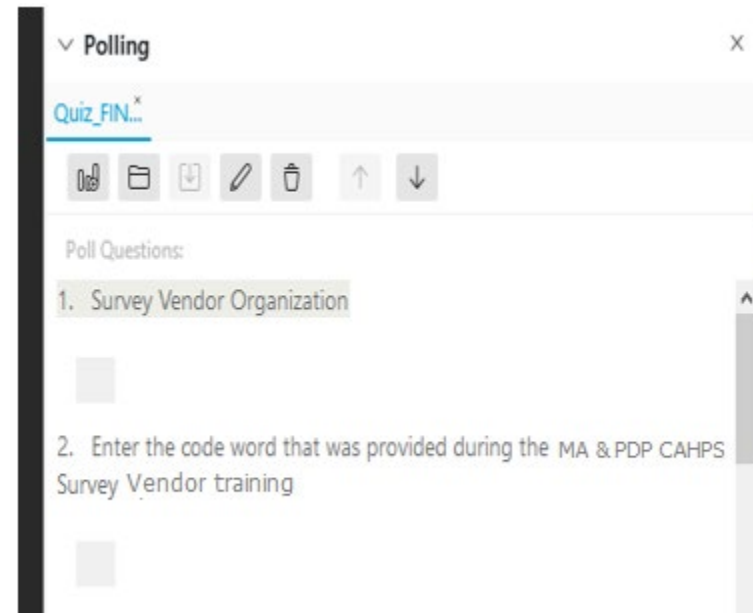 Polling
X
Quiz_FIN...
x
Poll Questions:
1. Survey Vendor Organization
2. Enter the code word that was provided during the MA & PDP CAHPS
Survey Vendor training